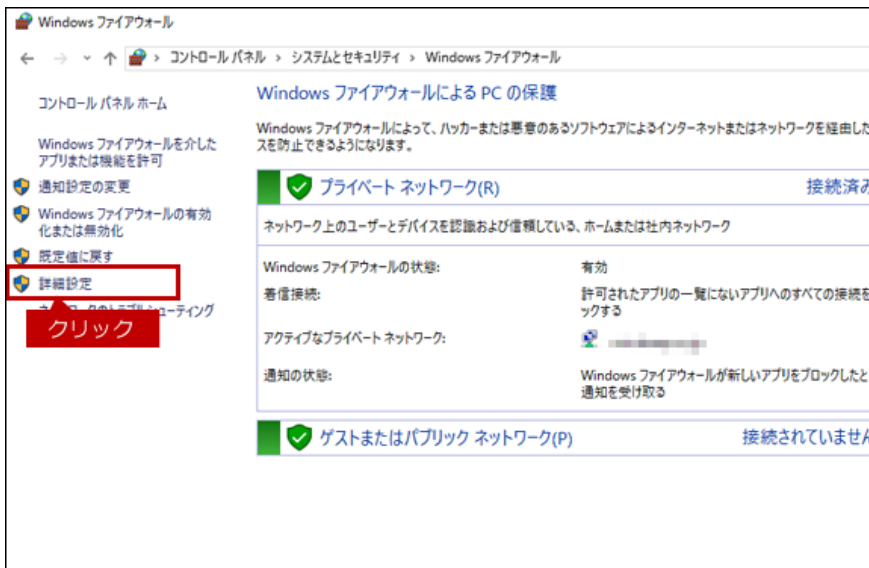 Windows ファイアウォール
コントロール パネル › システムとセキュリティ › Windows ファイアウォール
コントロール パネル ホーム
Windows ファイアウォールを介した
アプリまたは機能を許可
通知設定の変更
Windows ファイアウォールの有効
化または無効化
既定値に戻す
詳細設定
ューティング
クリック
Windows ファイアウォールによる PC の保護
Windows ファイアウォールによって、ハッカーまたは悪意のあるソフトウェアによるインターネットまたはネットワークを経由した
スを防止できるようになります。
プライベート ネットワーク(R) 接続済み
ネットワーク上のユーザーとデバイスを認識および信頼している、ホームまたは社内ネットワーク
Windows ファイアウォールの状態: 有効
着信接続: 許可されたアプリの一覧にないアプリへのすべての接続を
ックする
アクティブなプライベート ネットワーク:
通知の状態: Windows ファイアウォールが新しいアプリをブロックしたと
通知を受け取る
ゲストまたはパブリック ネットワーク(P) 接続されていません